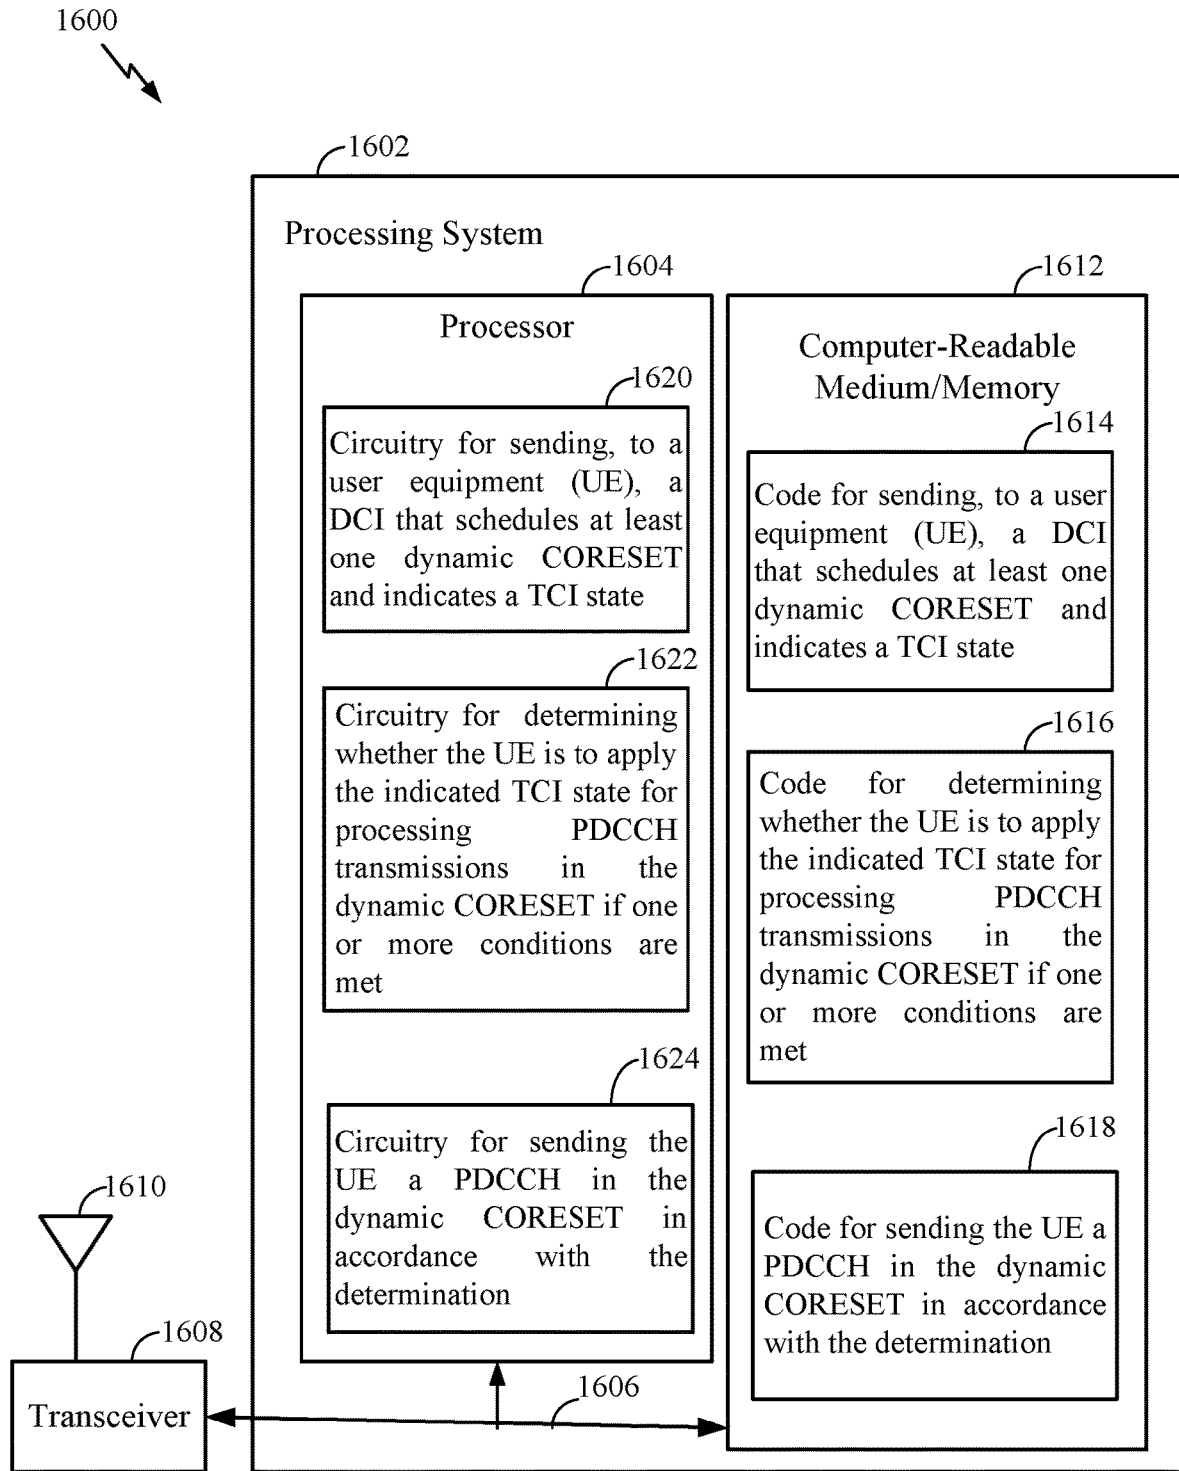 1600
1602
Processing System
1604
Processor
1620
Circuitry for sending, to a
user equipment (UE), a
DCI that schedules at least
one dynamic CORESET
and indicates a TCI state
1622
Circuitry for determining
whether the UE is to apply
the indicated TCI state for
processing PDCCH
transmissions in the
dynamic CORESET if one
or more conditions are
met
1624
Circuitry for sending the
UE a PDCCH in the
dynamic CORESET in
accordance with the
determination
1612
Computer-Readable
Medium/Memory
1614
Code for sending, to a user
equipment (UE), a DCI
that schedules at least one
dynamic CORESET and
indicates a TCI state
1616
Code for determining
whether the UE is to apply
the indicated TCI state for
processing PDCCH
transmissions in the
dynamic CORESET if one
or more conditions are
met
1618
Code for sending the UE a
PDCCH in the dynamic
CORESET in accordance
with the determination
1610
1608
Transceiver
1606